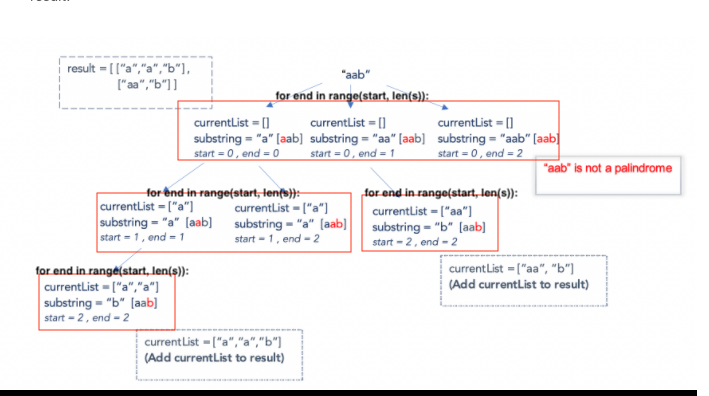 result = [ ["a","a","b"],
["aa","b"] ]
"aab"
for end in range(start, len(s)):
currentList = []
substring = "a" [aab]
start = 0 , end = 0
currentList = []
substring = "aa" [aab]
start = 0, end = 1
currentList = []
substring = "aab" [aab]
start = 0, end = 2
"aab" is not a palindrome
for end in range(start, len(s)):
currentList = ["a"]
substring = "a" [aab]
start = 1 , end = 1
currentList = ["a"]
substring = "a" [aab]
start = 1 , end = 2
for end in range(start, len(s)):
currentList = ["aa"]
substring = "b" [aab]
start = 2 , end = 2
currentList = ["aa", "b"]
(Add currentList to result)
for end in range(start, len(s)):
currentList = ["a","a"]
substring = "b" [aab]
start = 2 , end = 2
currentList = ["a","a","b"]
(Add currentList to result)